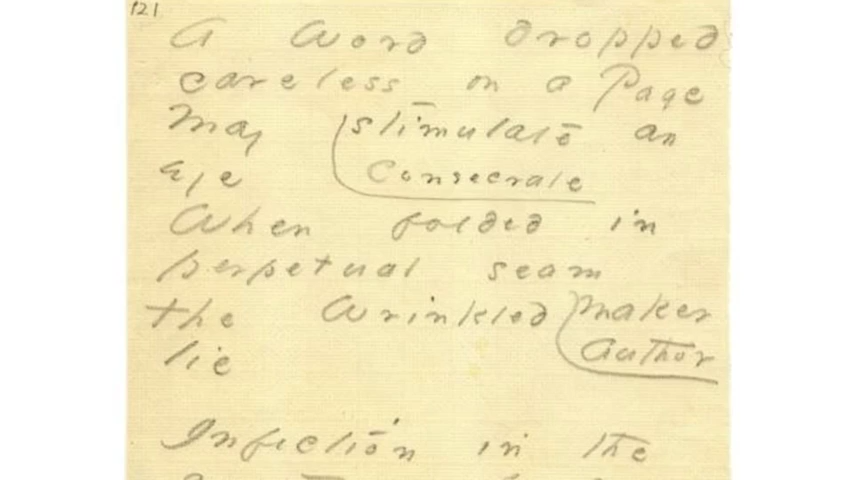 121
A Word dropped
careless on a Page
May stimulate an
eye consecrate
When folded in
perpetual seam
the Wrinkled Maker
lie Author
Infection in the